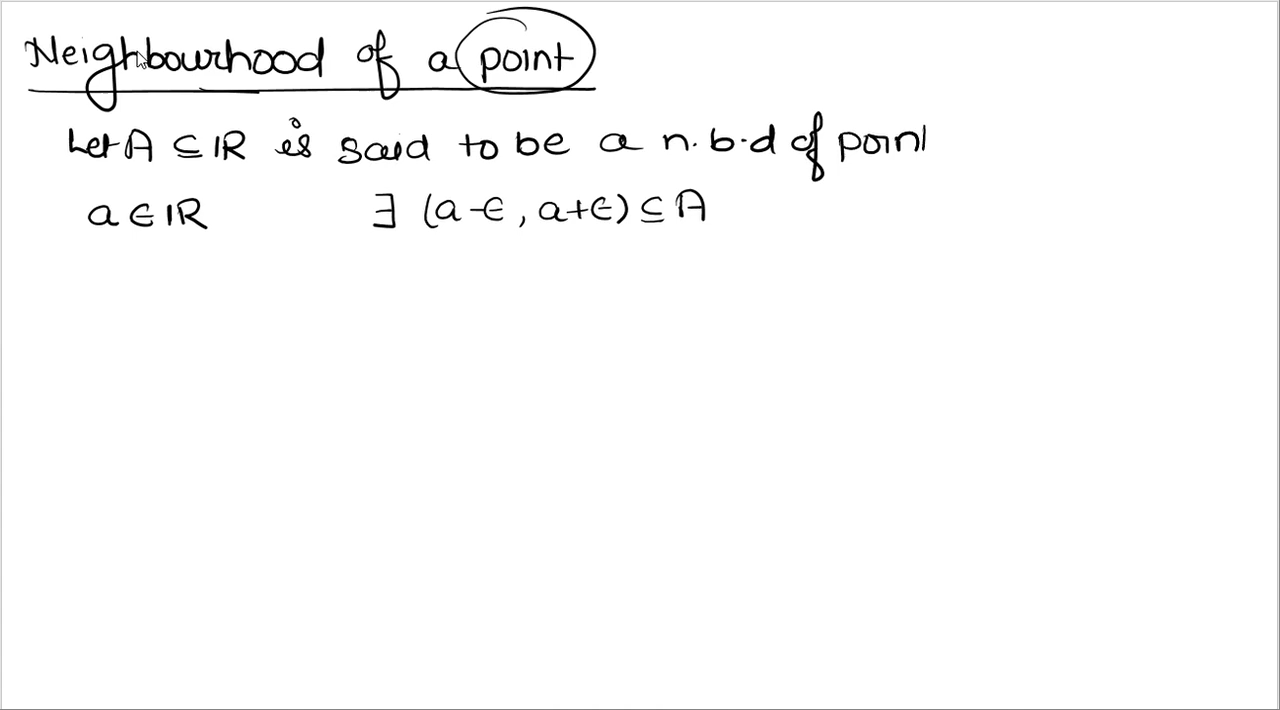 Neighbourhood of a point
Let A ⊆ IR is said to be a n.b.d of point
a ∈ IR ∃ (a-∈, a+∈) ⊆ A